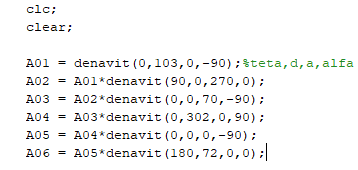 clc;
clear;
A01 = denavit(0,103,0,-90);%teta,d,a,alfa
A02 = A01*denavit(90,0,270,0);
A03 = A02*denavit(0,0,70,-90);
A04 = A03*denavit(0,302,0,90);
A05 = A04*denavit(0,0,0,-90);
A06 = A05*denavit(180,72,0,0);